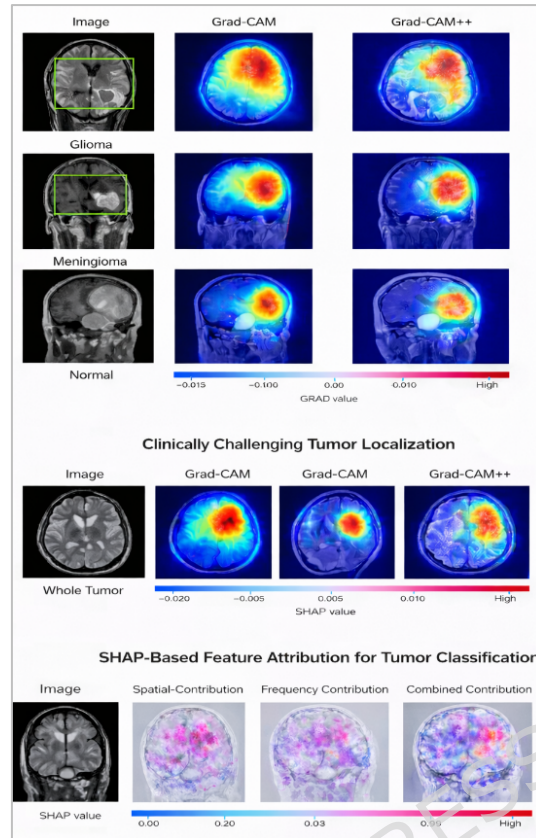 Image Grad-CAM Grad-CAM++
Glioma
Meningioma
Normal
−0.015 −0.100 0.00 0.010 High
GRAD value
Clinically Challenging Tumor Localization
Image Grad-CAM Grad-CAM Grad-CAM++
Whole Tumor
−0.020 −0.005 0.005 0.010 High
SHAP value
SHAP-Based Feature Attribution for Tumor Classification
Image Spatial-Contribution Frequency Contribution Combined Contribution
SHAP value
0.00 0.20 0.03 High